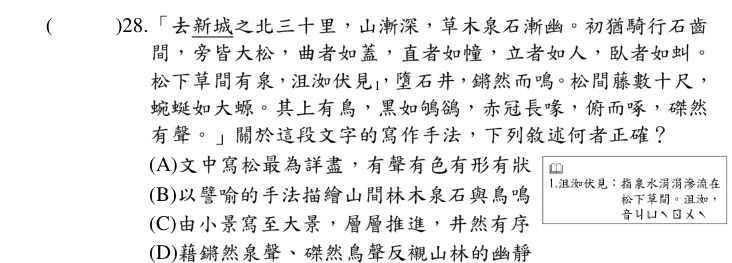 (　　)28.「去新城之北三十里，山漸深，草木泉石漸幽。初猶騎行石齒
間，旁皆大松，曲者如蓋，直者如幢，立者如人，臥者如虯。
松下草間有泉，沮洳伏見1，墮石井，鏘然而鳴。松間藤數十尺，
蜿蜒如大螈。其上有鳥，黑如鴝鵒，赤冠長喙，俯而啄，磔然
有聲。」關於這段文字的寫作手法，下列敘述何者正確？
(A)文中寫松最為詳盡，有聲有色有形有狀
(B)以譬喻的手法描繪山間林木泉石與鳥鳴
(C)由小景寫至大景，層層推進，井然有序
(D)藉鏘然泉聲、磔然鳥聲反襯山林的幽靜
1.沮洳伏見：指泉水涓涓滲流在
松下草間。沮洳，
音ㄐㄩˋㄖㄨˋ